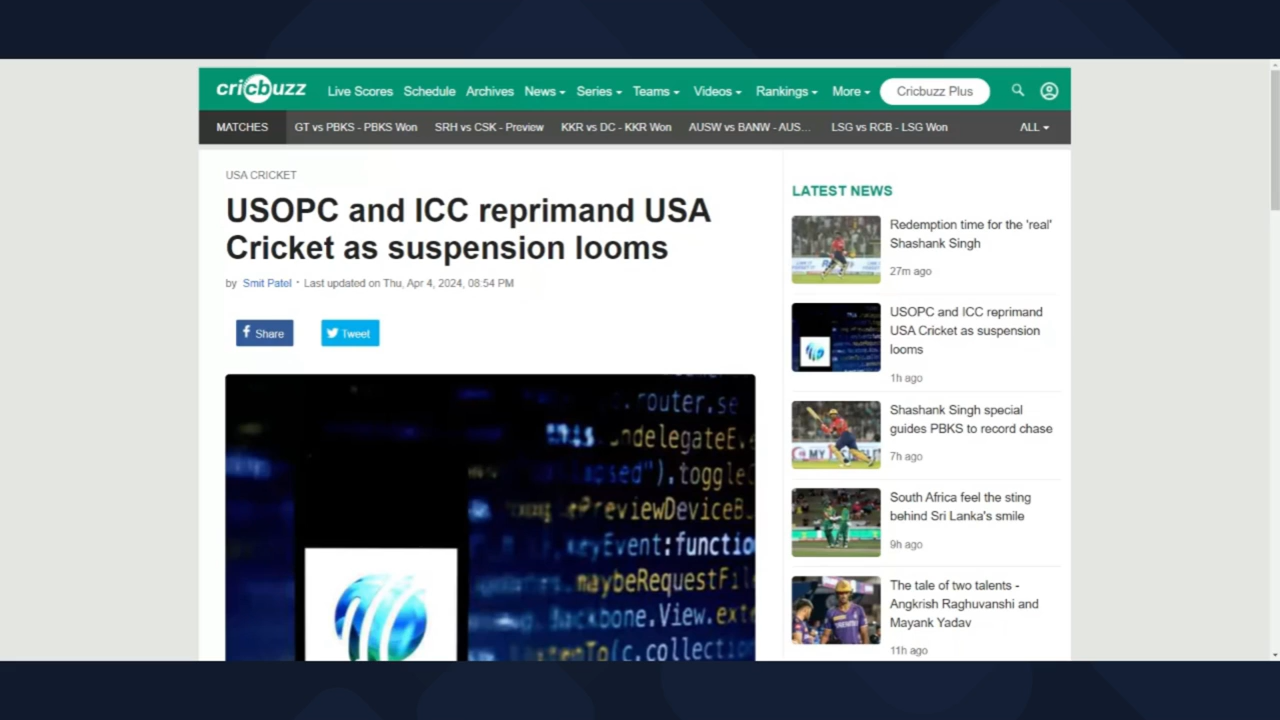 cricbuzz
Live Scores Schedule Archives News Series Teams Videos Rankings More Cricbuzz Plus
MATCHES GT vs PBKS - PBKS Won SRH vs CSK - Preview KKR vs DC - KKR Won AUSW vs BANW - AUS... LSG vs RCB - LSG Won ALL
USA CRICKET
USOPC and ICC reprimand USA
Cricket as suspension looms
by Smit Patel · Last updated on Thu, Apr 4, 2024, 08:54 PM
Share Tweet
.router.se
ndelegateE.
").toggle
PreviewDeviceB
keyEvent:functio
maybeRequestFil
Backbone.View.ext
listenTo(c.collection
LATEST NEWS
Redemption time for the 'real'
Shashank Singh
27m ago
USOPC and ICC reprimand
USA Cricket as suspension
looms
1h ago
Shashank Singh special
guides PBKS to record chase
7h ago
South Africa feel the sting
behind Sri Lanka's smile
9h ago
The tale of two talents -
Angkrish Raghuvanshi and
Mayank Yadav
11h ago